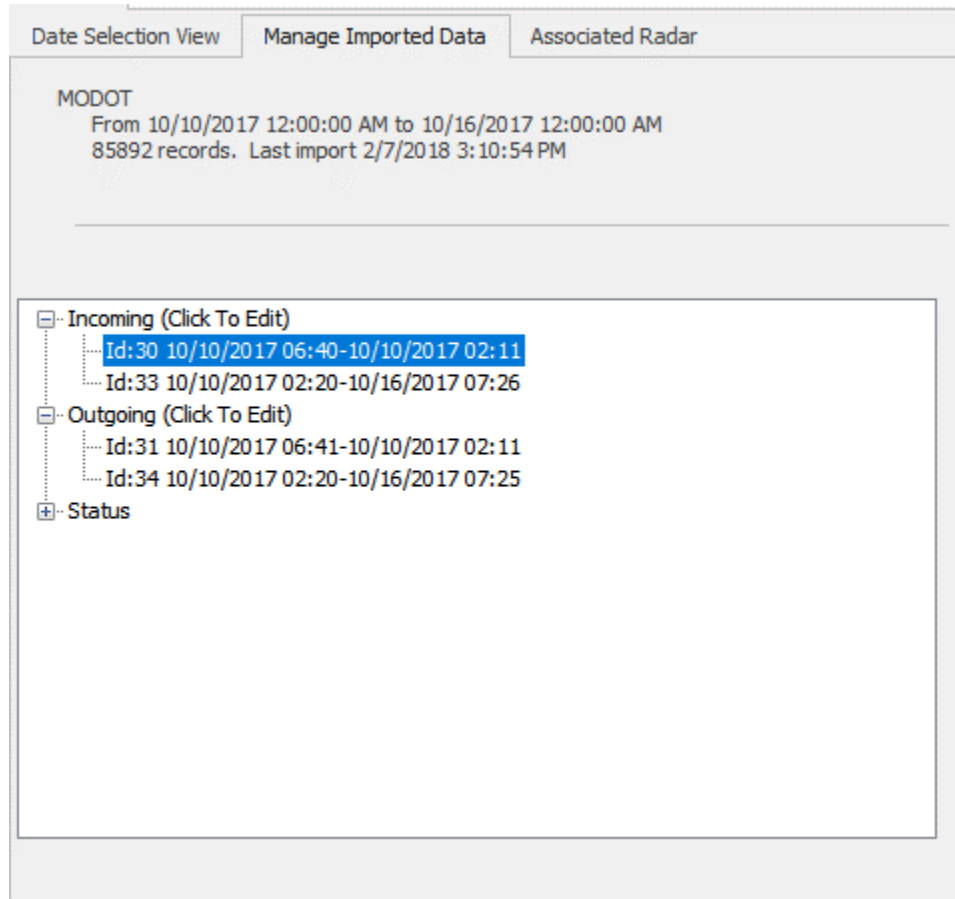 Date Selection View Manage Imported Data Associated Radar
MODOT
From 10/10/2017 12:00:00 AM to 10/16/2017 12:00:00 AM
85892 records. Last import 2/7/2018 3:10:54 PM
Incoming (Click To Edit)
Id:30 10/10/2017 06:40-10/10/2017 02:11
Id:33 10/10/2017 02:20-10/16/2017 07:26
Outgoing (Click To Edit)
Id:31 10/10/2017 06:41-10/10/2017 02:11
Id:34 10/10/2017 02:20-10/16/2017 07:25
Status